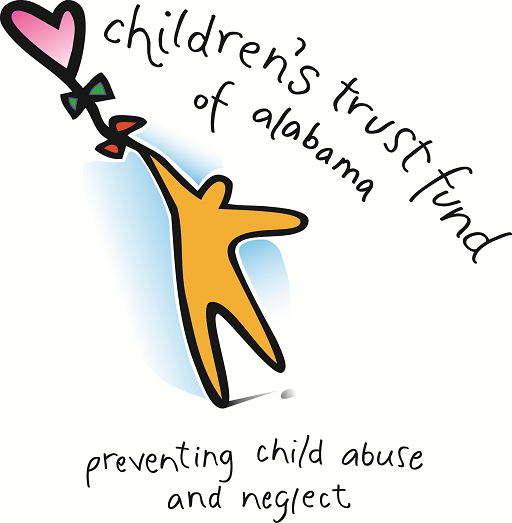 children's trust fund
of alabama
preventing child abuse
and neglect